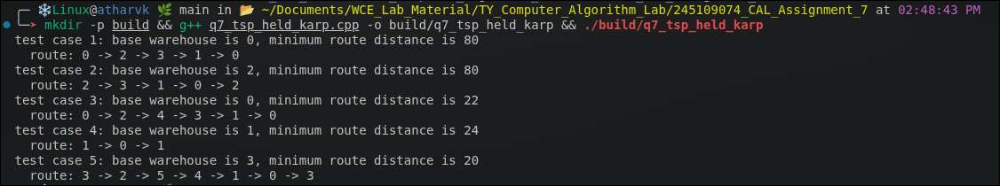 ❄️Linux@atharvk 🌿 main in 📂 ~/Documents/WCE_Lab_Material/TY_Computer_Algorithm_Lab/245109074_CAL_Assignment_7 at 02:48:43 PM
mkdir -p build && g++ q7_tsp_held_karp.cpp -o build/q7_tsp_held_karp && ./build/q7_tsp_held_karp
test case 1: base warehouse is 0, minimum route distance is 80
  route: 0 -> 2 -> 3 -> 1 -> 0
test case 2: base warehouse is 2, minimum route distance is 80
  route: 2 -> 3 -> 1 -> 0 -> 2
test case 3: base warehouse is 0, minimum route distance is 22
  route: 0 -> 2 -> 4 -> 3 -> 1 -> 0
test case 4: base warehouse is 1, minimum route distance is 24
  route: 1 -> 0 -> 1
test case 5: base warehouse is 3, minimum route distance is 20
  route: 3 -> 2 -> 5 -> 4 -> 1 -> 0 -> 3